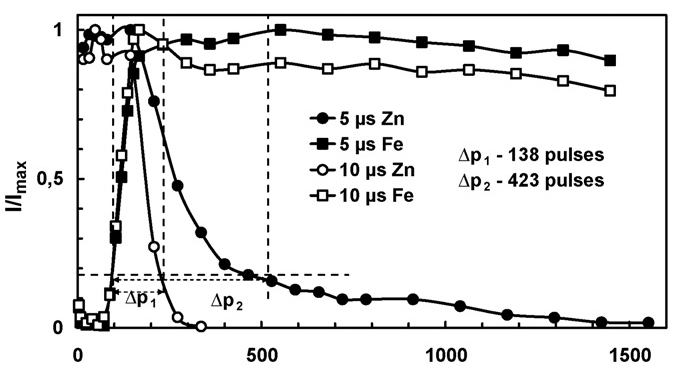 1
0,5
0
I/Imax
0
500
1000
1500
5 µs Zn
5 µs Fe
10 µs Zn
10 µs Fe
Δp1 - 138 pulses
Δp2 - 423 pulses
Δp1
Δp2